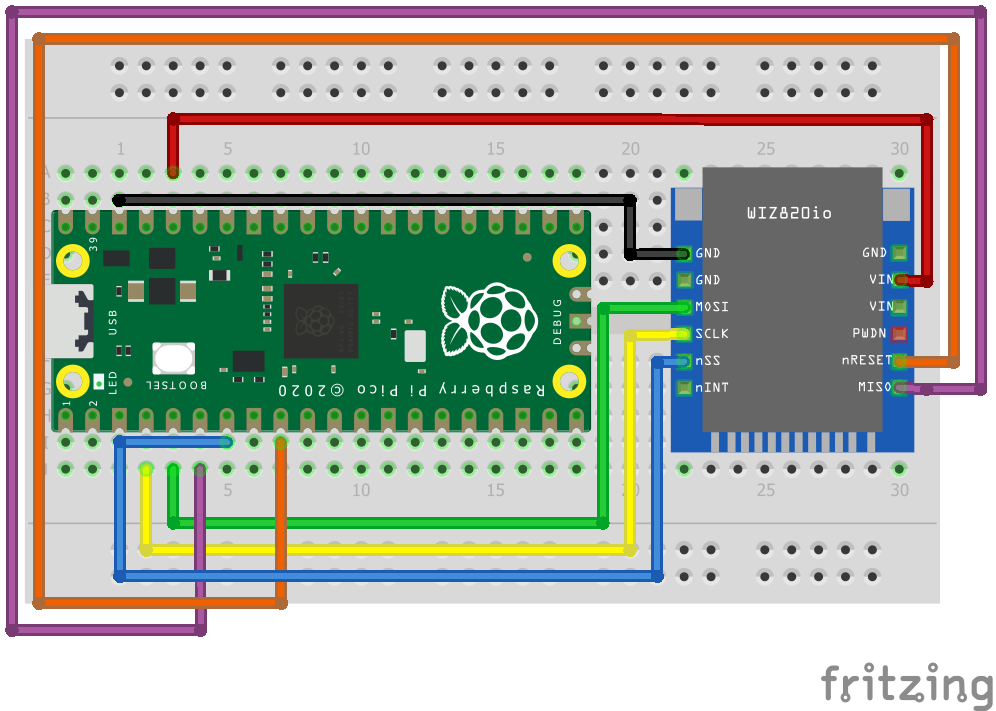 1 5 10 15 20 25 30
A
B
39
WIZ820io
GND GND
GND VIN
MOSI VIN
SCLK PWDN
nSS nRESET
nINT MISO
USB
DEBUG
LED
BOOTSEL
Raspberry Pi Pico ©2020
1 2
5 10 15 20 25 30
fritzing